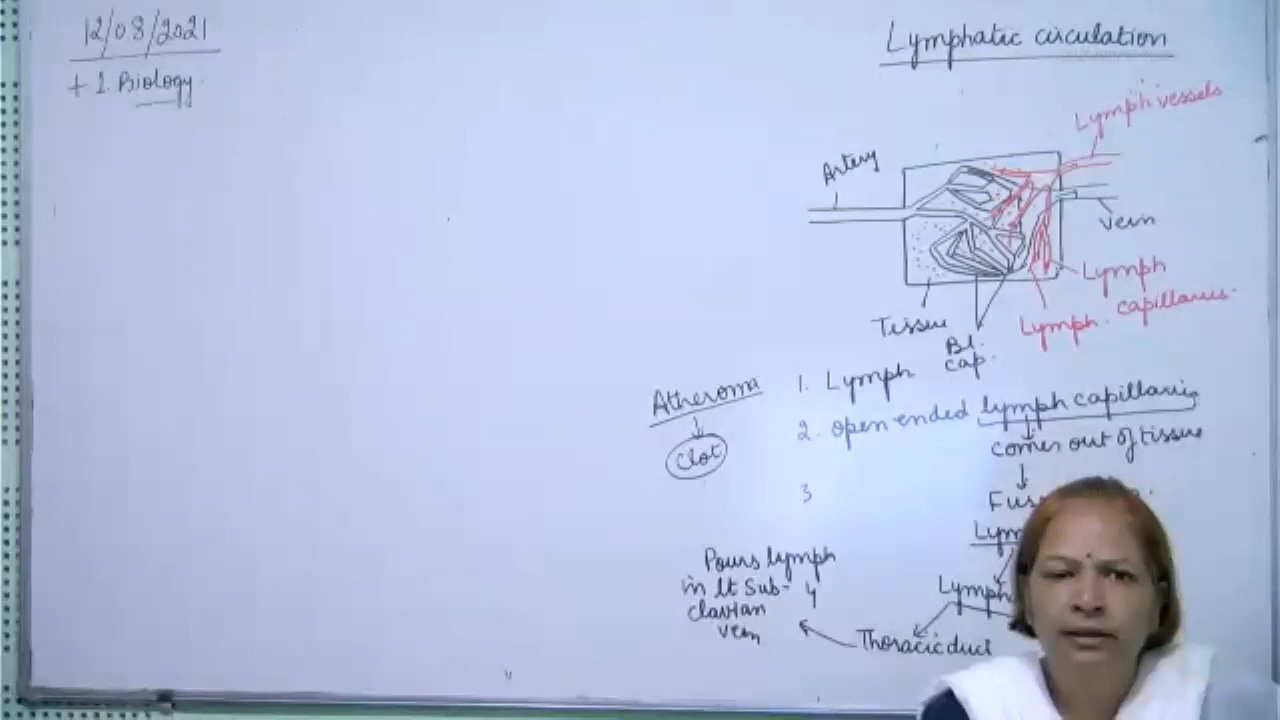 12/08/2021
+1. Biology.
Lymphatic circulation
Lymph vessels
Artery
Vein
Lymph
capillaries.
Lymph.
Tissue
Bl.
cap.
Atheroma
Clot
1. Lymph
2. open ended lymph capillaries
comes out of tissue
3
Lymph
Pours lymph
in lt Sub-
clavian
vein
4
Thoracic duct